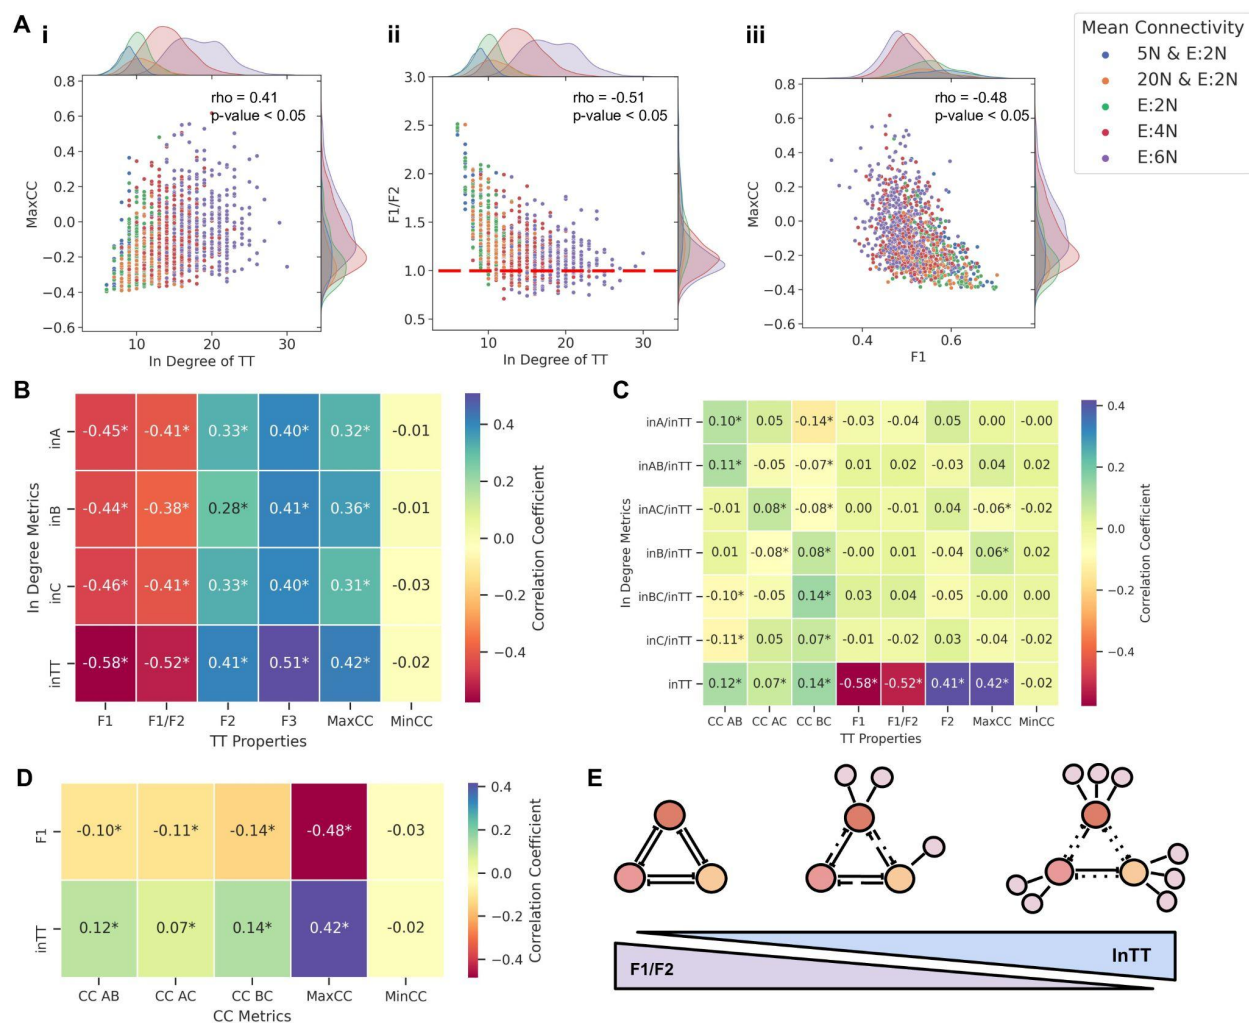 A
i
ii
iii
rho = 0.41
p-value < 0.05
MaxCC
0.8
0.6
0.4
0.2
0.0
−0.2
−0.4
−0.6
10 20 30
In Degree of TT
rho = -0.51
p-value < 0.05
F1/F2
3.0
2.5
2.0
1.5
1.0
0.5
10 20 30
In Degree of TT
rho = -0.48
p-value < 0.05
MaxCC
0.8
0.6
0.4
0.2
0.0
−0.2
−0.4
−0.6
0.4 0.6
F1
Mean Connectivity
5N & E:2N
20N & E:2N
E:2N
E:4N
E:6N
B
In Degree Metrics
inA -0.45* -0.41* 0.33* 0.40* 0.32* -0.01
inB -0.44* -0.38* 0.28* 0.41* 0.36* -0.01
inC -0.46* -0.41* 0.33* 0.40* 0.31* -0.03
inTT -0.58* -0.52* 0.41* 0.51* 0.42* -0.02
F1 F1/F2 F2 F3 MaxCC MinCC
TT Properties
0.4
0.2
0.0
−0.2
−0.4
Correlation Coefficient
C
In Degree Metrics
inA/inTT 0.10* 0.05 -0.14* -0.03 -0.04 0.05 0.00 -0.00
inAB/inTT 0.11* -0.05 -0.07* 0.01 0.02 -0.03 0.04 0.02
inAC/inTT -0.01 0.08* -0.08* 0.00 -0.01 0.04 -0.06* -0.02
inB/inTT 0.01 -0.08* 0.08* -0.00 0.01 -0.04 0.06* 0.02
inBC/inTT -0.10* -0.05 0.14* 0.03 0.04 -0.05 -0.00 0.00
inC/inTT -0.11* 0.05 0.07* -0.01 -0.02 0.03 -0.04 -0.02
inTT 0.12* 0.07* 0.14* -0.58* -0.52* 0.41* 0.42* -0.02
CC AB CC AC CC BC F1 F1/F2 F2 MaxCC MinCC
TT Properties
0.4
0.2
0.0
−0.2
−0.4
Correlation Coefficient
D
F1 -0.10* -0.11* -0.14* -0.48* -0.03
inTT 0.12* 0.07* 0.14* 0.42* -0.02
CC AB CC AC CC BC MaxCC MinCC
CC Metrics
0.4
0.2
0.0
−0.2
−0.4
Correlation Coefficient
E
InTT
F1/F2